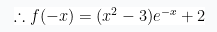 ∴ f(−x) = (x² − 3)e⁻ˣ + 2